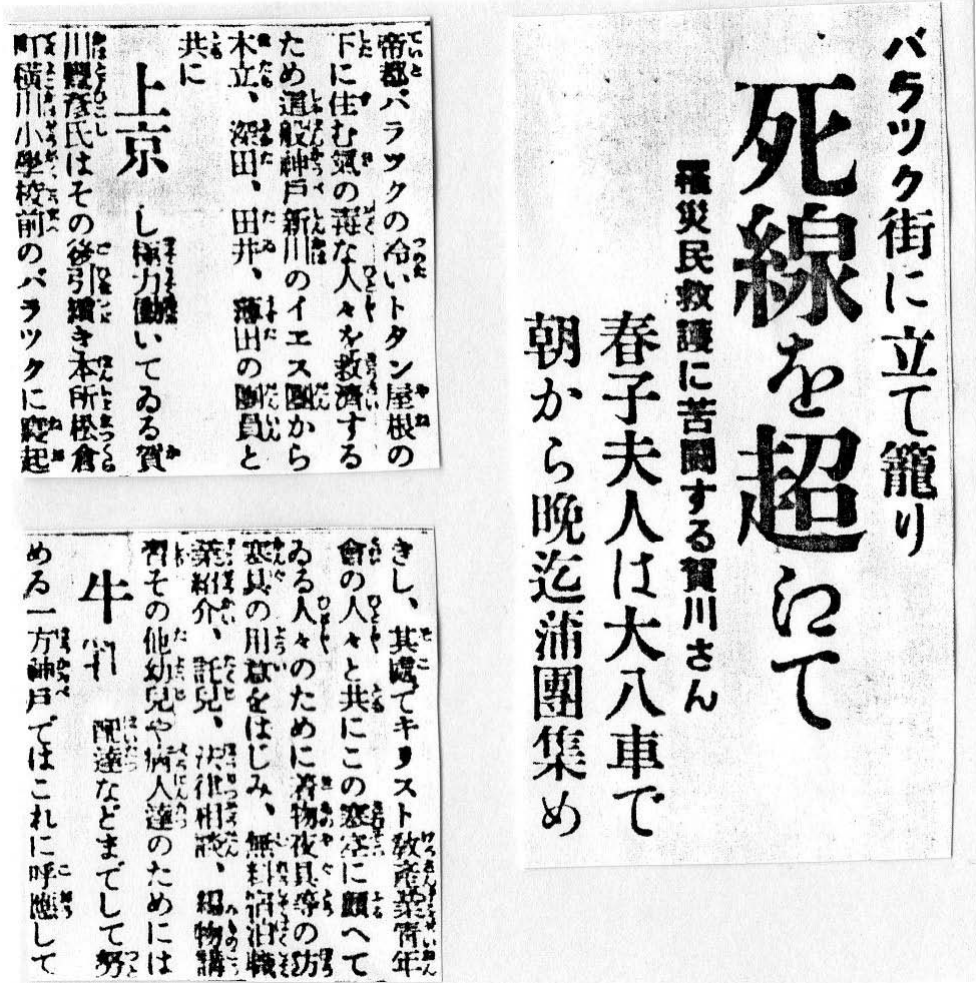 バラツク街に立て籠り
死線を超えて
罹災民救護に苦闘する賀川さん
春子夫人は大八車で
朝から晩迄蒲團集め
帝都バラツクの冷いトタン屋根の
下に住む氣の毒な人々を救濟する
ため過般神戸新川のイエス團から
木立、深田、田井、薄田の團員と
共に
上京 し極力働いてゐる賀
川豐彦氏はその後引續き本所松倉
町横川小學校前のバラツクに寢起
きし、其處でキリスト教産業青年
會の人々と共にこの寒空に顫へて
ゐる人々のために着物夜具等の防
寒具の用意をはじみ、無料宿泊職
業紹介、託兒、法律相談、編物講
習その他幼兒や病人達のためには
牛乳 配達などまでして努
める一方神戸ではこれに呼應して